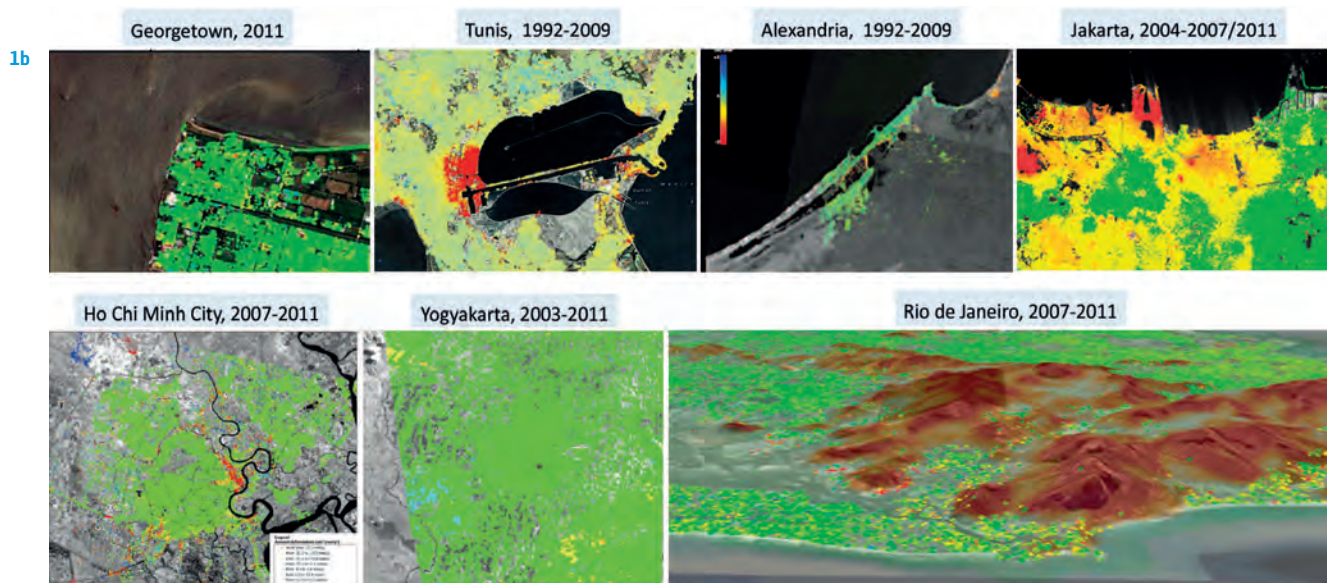 1b
Georgetown, 2011
Tunis, 1992-2009
Alexandria, 1992-2009
Jakarta, 2004-2007/2011
Ho Chi Minh City, 2007-2011
Yogyakarta, 2003-2011
Rio de Janeiro, 2007-2011